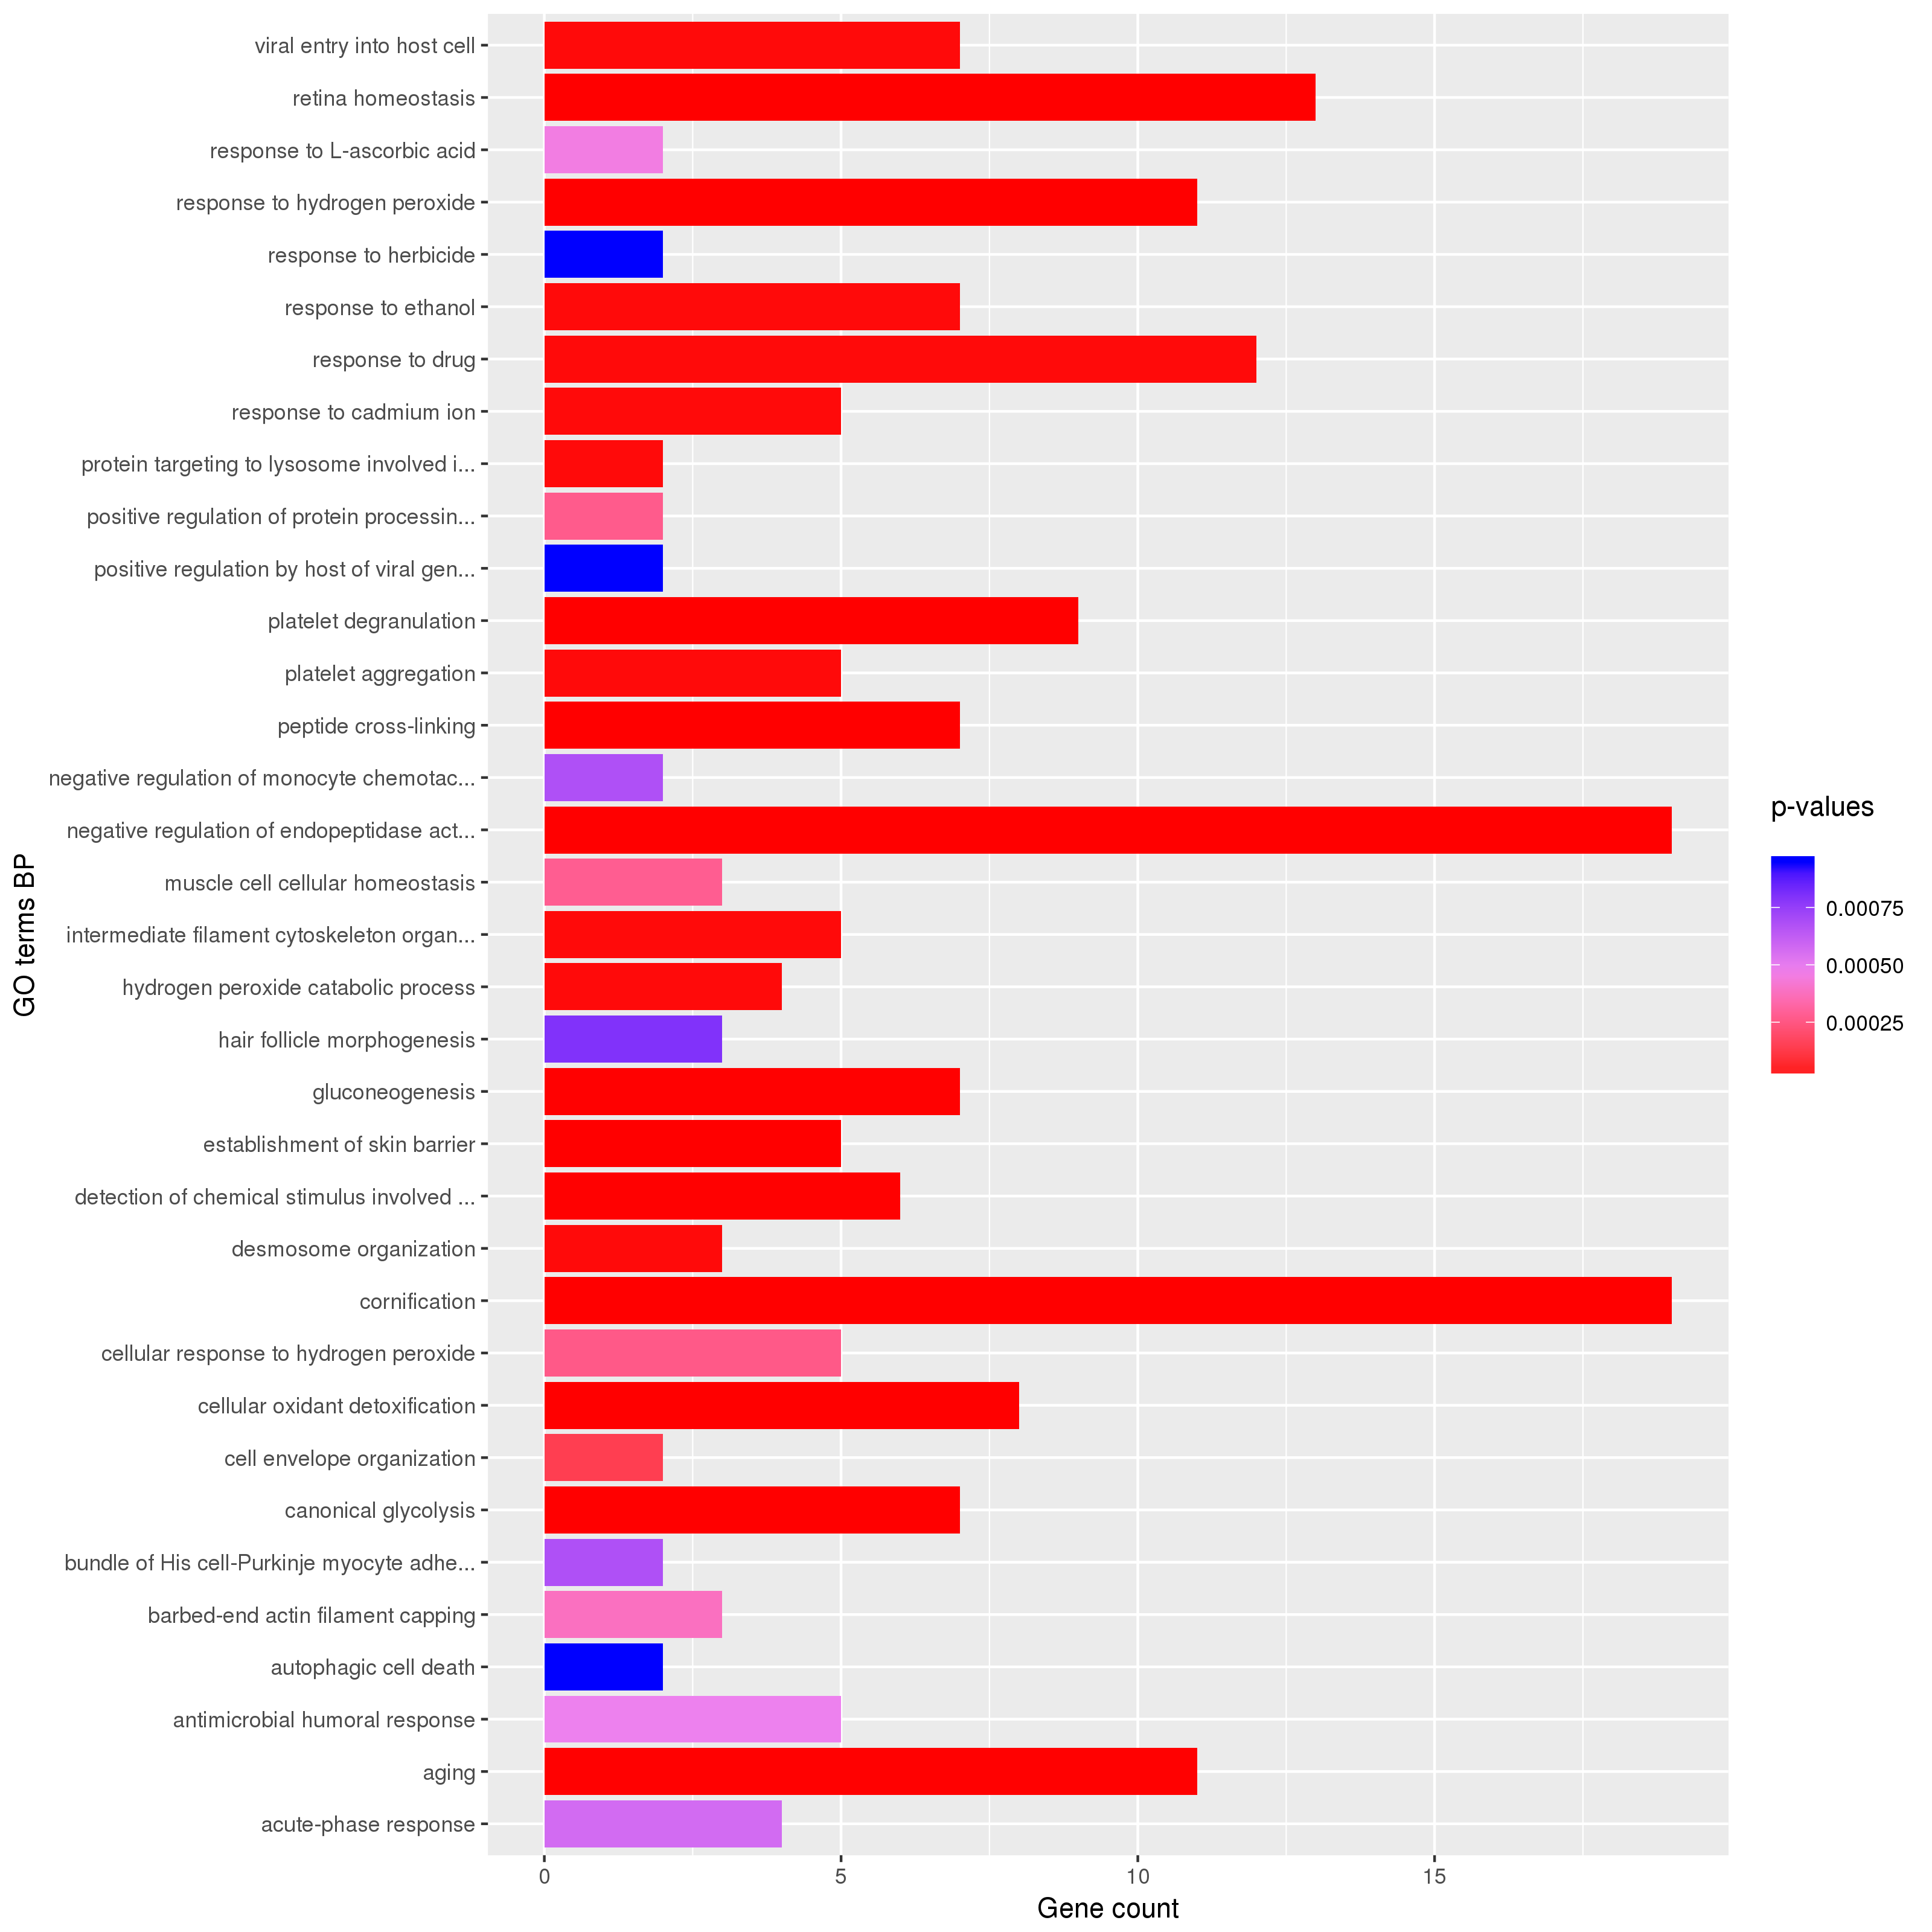 viral entry into host cell
retina homeostasis
response to L-ascorbic acid
response to hydrogen peroxide
response to herbicide
response to ethanol
response to drug
response to cadmium ion
protein targeting to lysosome involved i...
positive regulation of protein processin...
positive regulation by host of viral gen...
platelet degranulation
platelet aggregation
peptide cross-linking
negative regulation of monocyte chemotac...
negative regulation of endopeptidase act...
muscle cell cellular homeostasis
intermediate filament cytoskeleton organ...
hydrogen peroxide catabolic process
hair follicle morphogenesis
gluconeogenesis
establishment of skin barrier
detection of chemical stimulus involved ...
desmosome organization
cornification
cellular response to hydrogen peroxide
cellular oxidant detoxification
cell envelope organization
canonical glycolysis
bundle of His cell-Purkinje myocyte adhe...
barbed-end actin filament capping
autophagic cell death
antimicrobial humoral response
aging
acute-phase response
GO terms BP
0 5 10 15
Gene count
p-values
0.00075
0.00050
0.00025